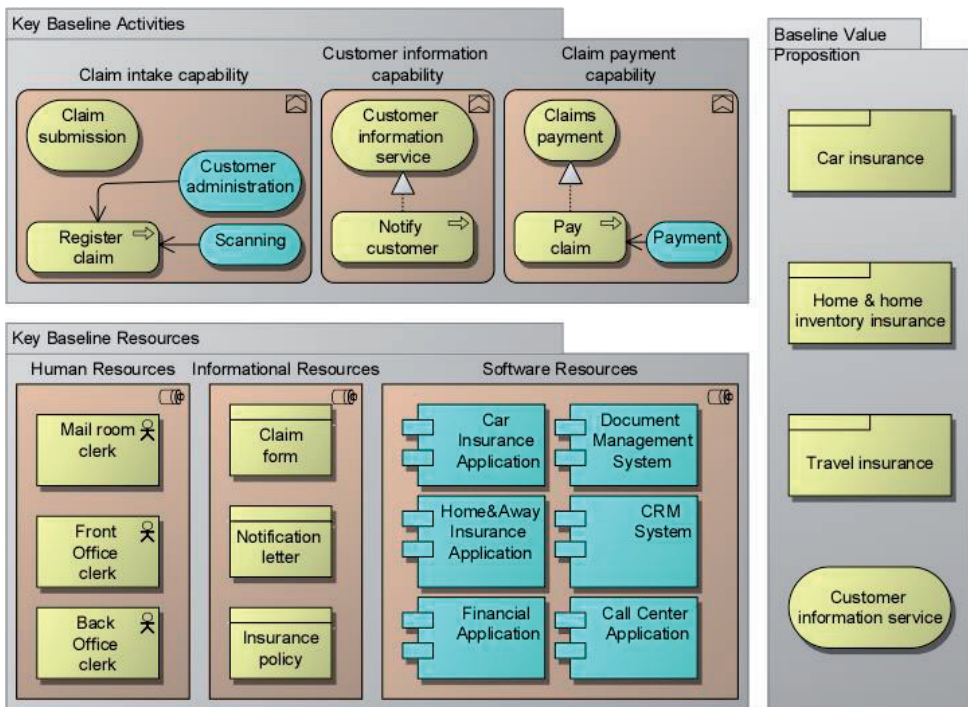 Key Baseline Activities
Claim intake capability
Customer information
capability
Claim payment
capability
Claim
submission
Customer
administration
Register
claim
Scanning
Customer
information
service
Notify
customer
Claims
payment
Pay
claim
Payment
Key Baseline Resources
Human Resources
Mail room
clerk
Front
Office
clerk
Back
Office
clerk
Informational Resources
Claim
form
Notification
letter
Insurance
policy
Software Resources
Car
Insurance
Application
Document
Management
System
Home&Away
Insurance
Application
CRM
System
Financial
Application
Call Center
Application
Baseline Value
Proposition
Car insurance
Home & home
inventory insurance
Travel insurance
Customer
information service